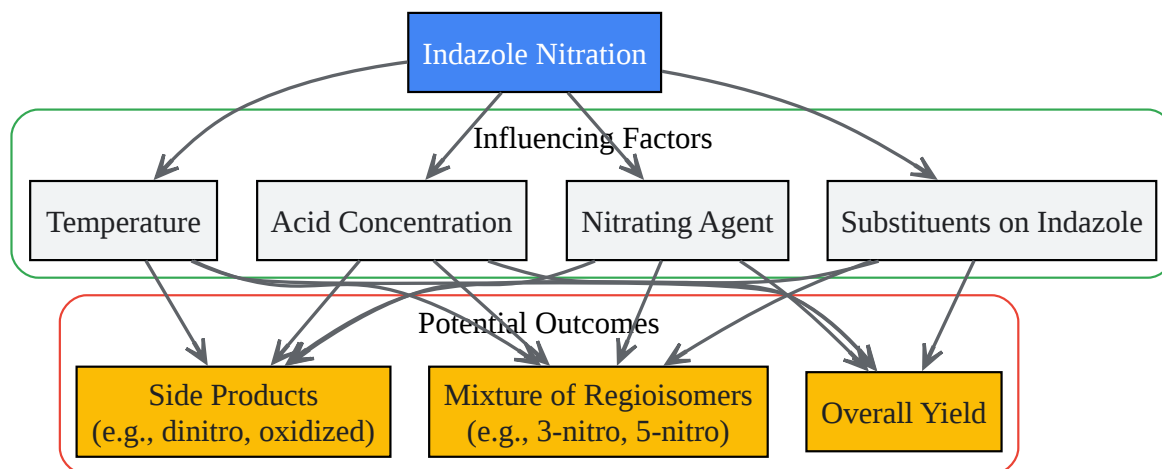 Indazole Nitration
Influencing Factors
Temperature
Acid Concentration
Nitrating Agent
Substituents on Indazole
Potential Outcomes
Side Products
(e.g., dinitro, oxidized)
Mixture of Regioisomers
(e.g., 3-nitro, 5-nitro)
Overall Yield